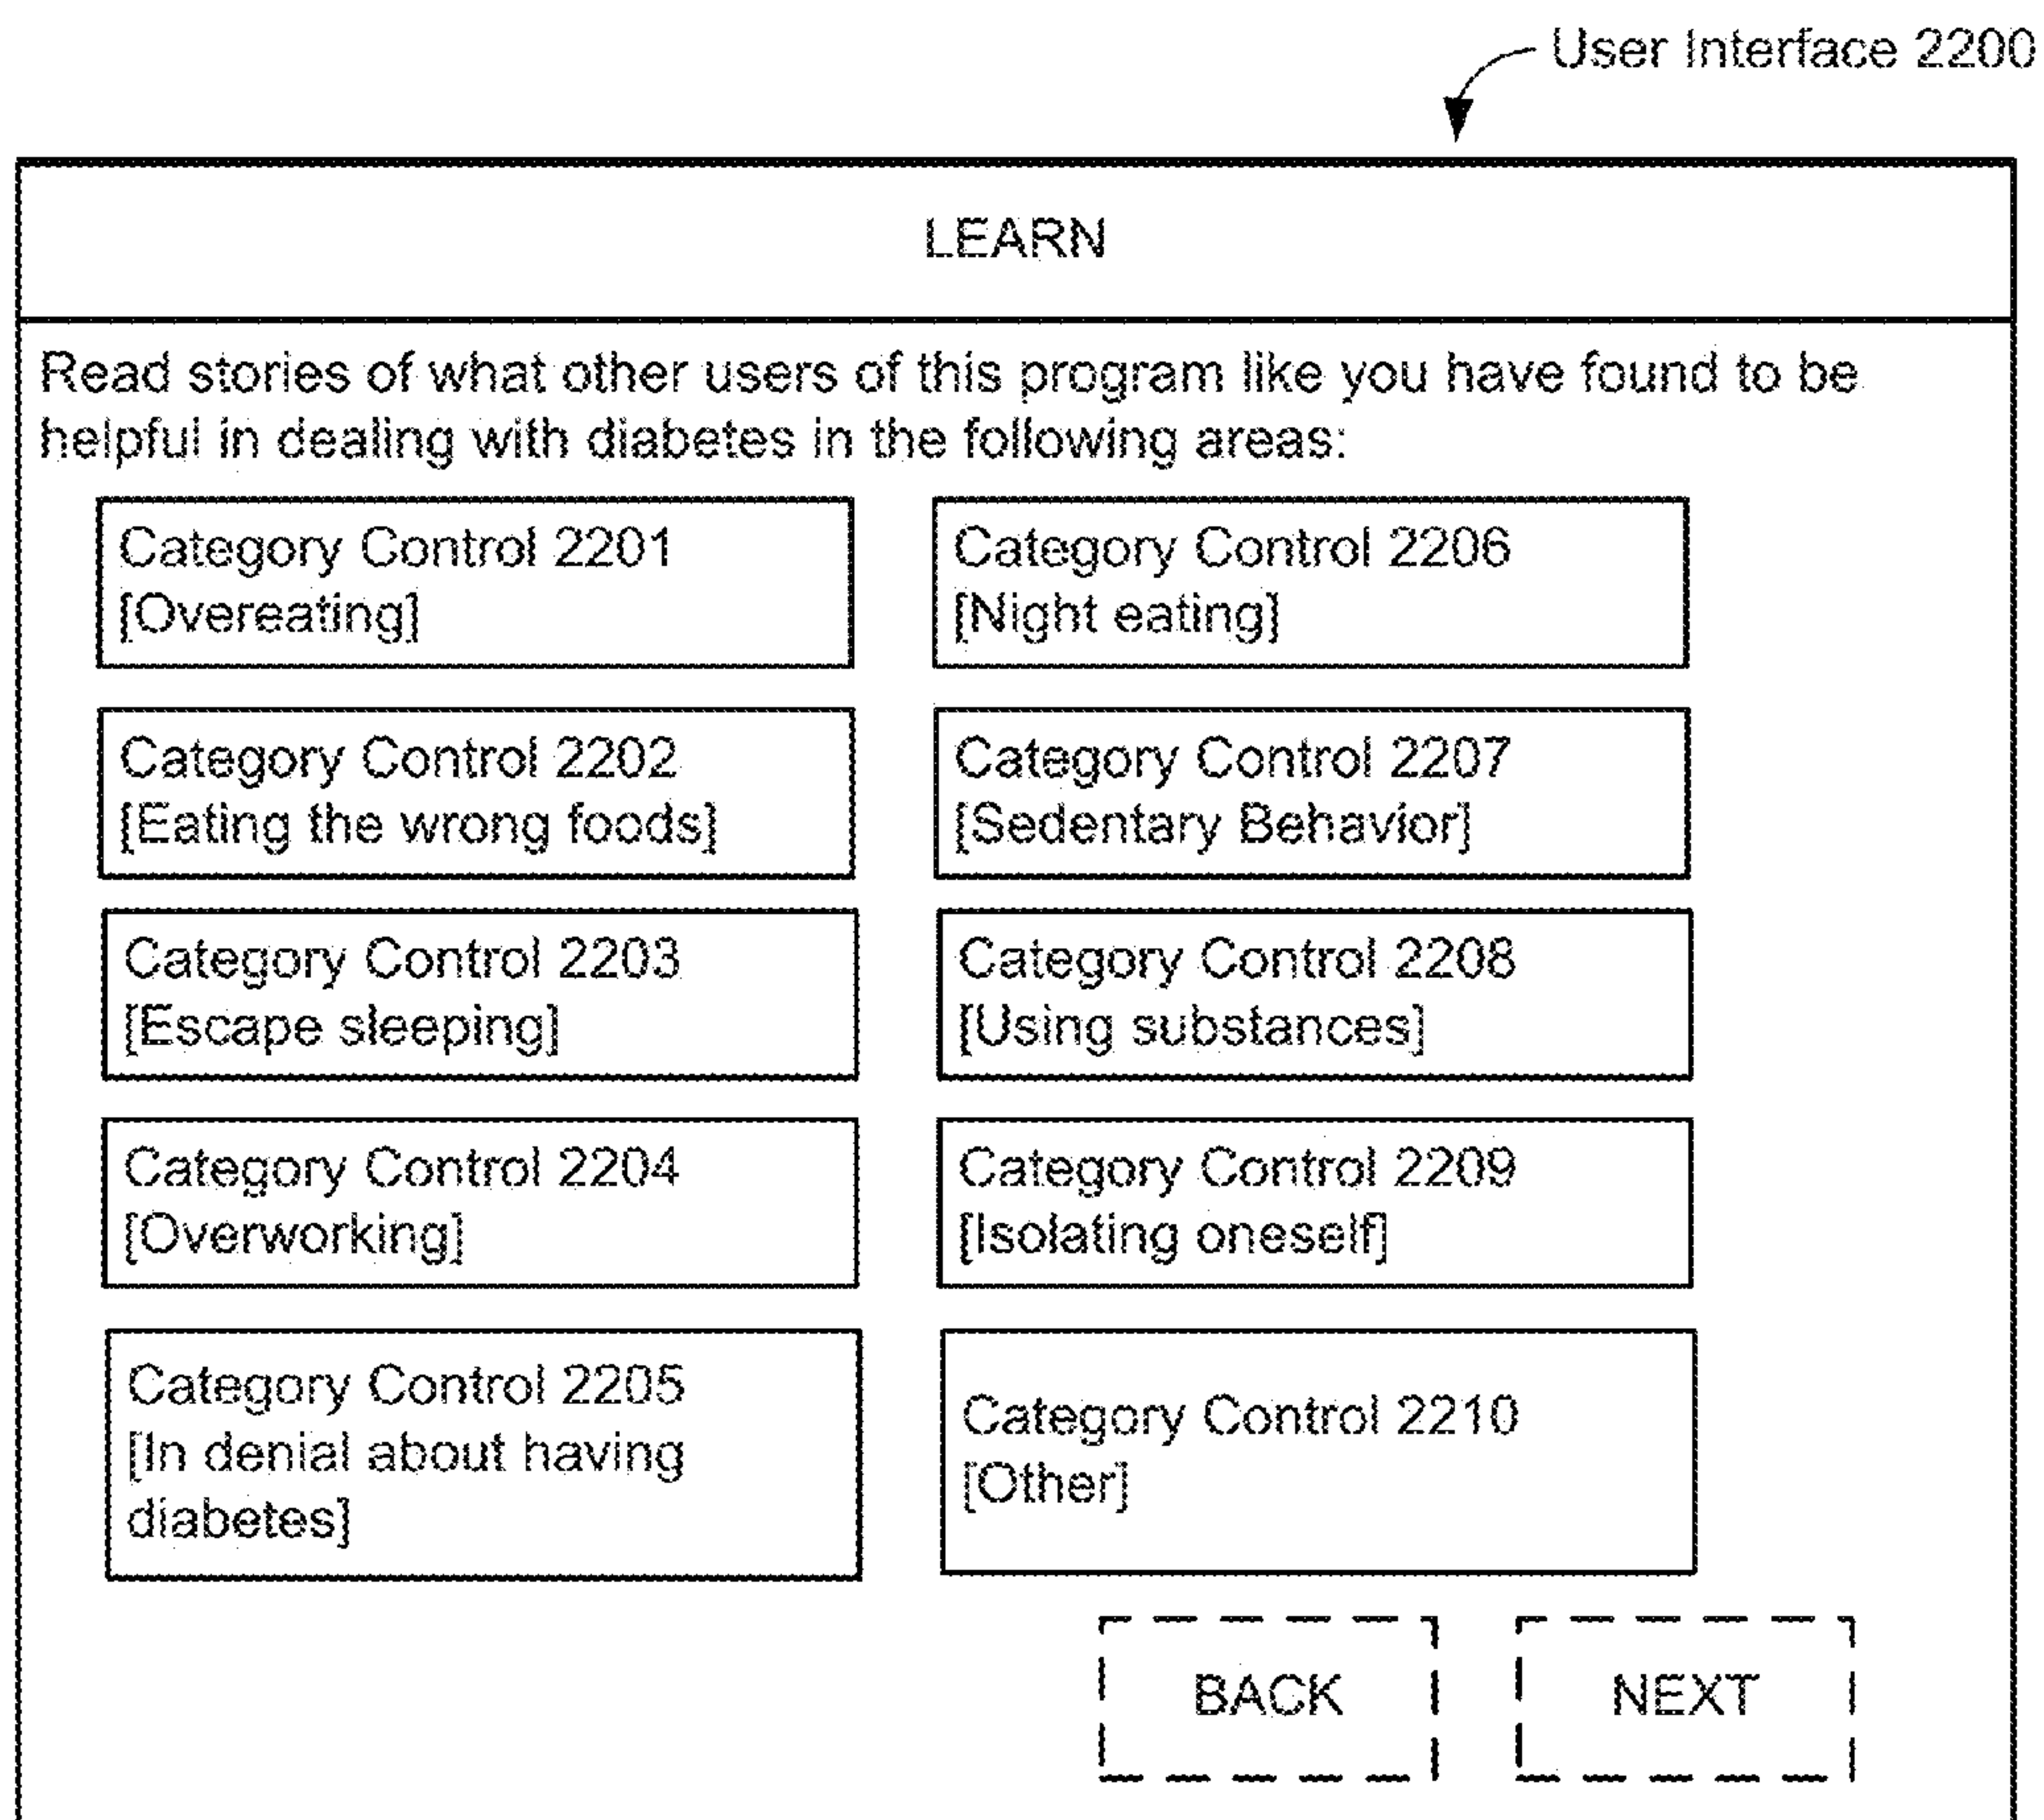 User Interface 2200
LEARN
Read stories of what other users of this program like you have found to be
helpful in dealing with diabetes in the following areas:
Category Control 2201
[Overeating]
Category Control 2206
[Night eating]
Category Control 2202
[Eating the wrong foods]
Category Control 2207
[Sedentary Behavior]
Category Control 2203
[Escape sleeping]
Category Control 2208
[Using substances]
Category Control 2204
[Overworking]
Category Control 2209
[Isolating oneself]
Category Control 2205
[In denial about having
diabetes]
Category Control 2210
[Other]
BACK
NEXT